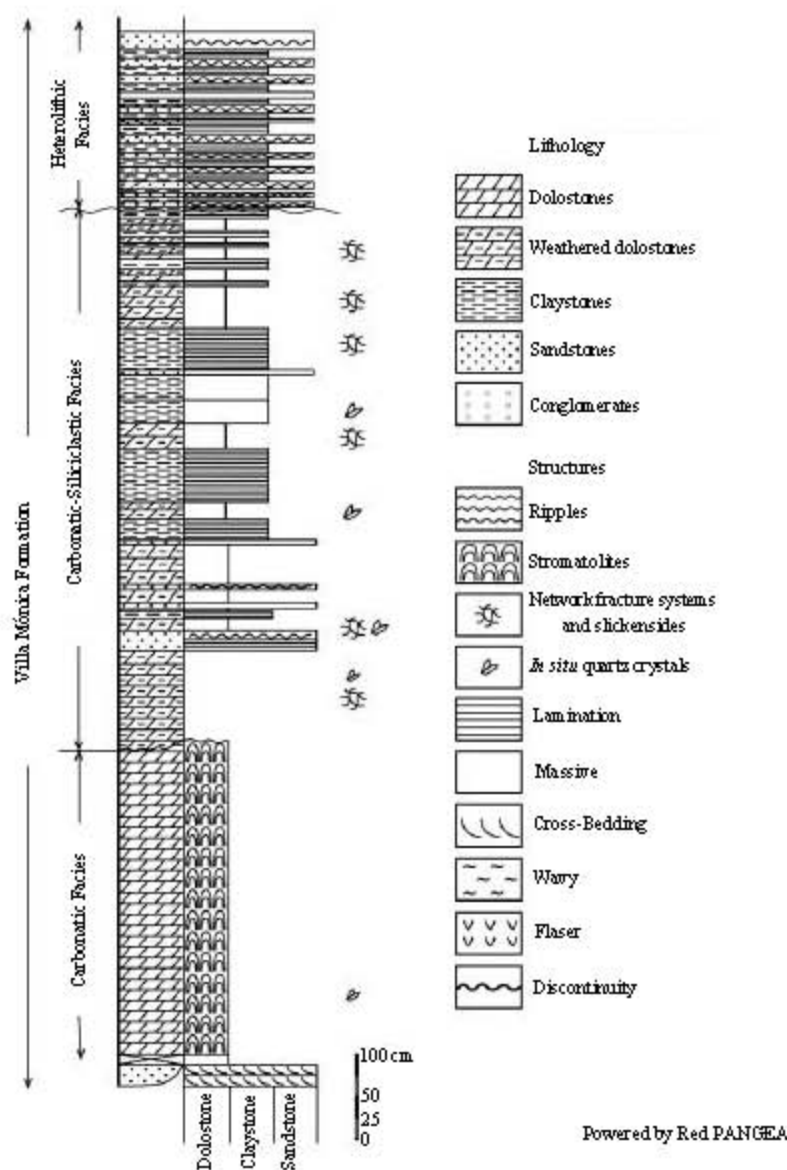 Villa Mónica Formation
Heterolithic
Facies
Carbonatic-Siliciclastic Facies
Carbonatic Facies
Dolostone
Claystone
Sandstone
100 cm
50
25
0
Lithology
Dolostones
Weathered dolostones
Claystones
Sandstones
Conglomerates
Structures
Ripples
Stromatolites
Network fracture systems
and slickensides
In situ quartz crystals
Lamination
Massive
Cross-Bedding
Wavy
Flaser
Discontinuity
Powered by Red PANGEA